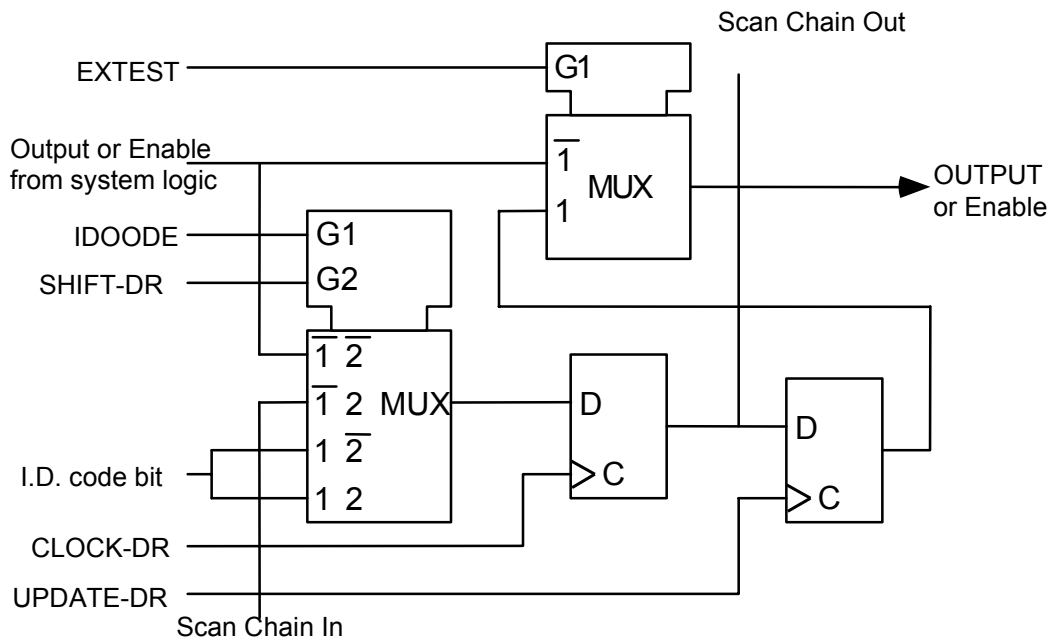 Scan Chain Out
EXTEST
G1
Output or Enable
from system logic
1
MUX
1
OUTPUT
or Enable
IDOODE
G1
SHIFT-DR
G2
1 2
1 2 MUX
1 2
1 2
D
C
D
C
I.D. code bit
CLOCK-DR
UPDATE-DR
Scan Chain In